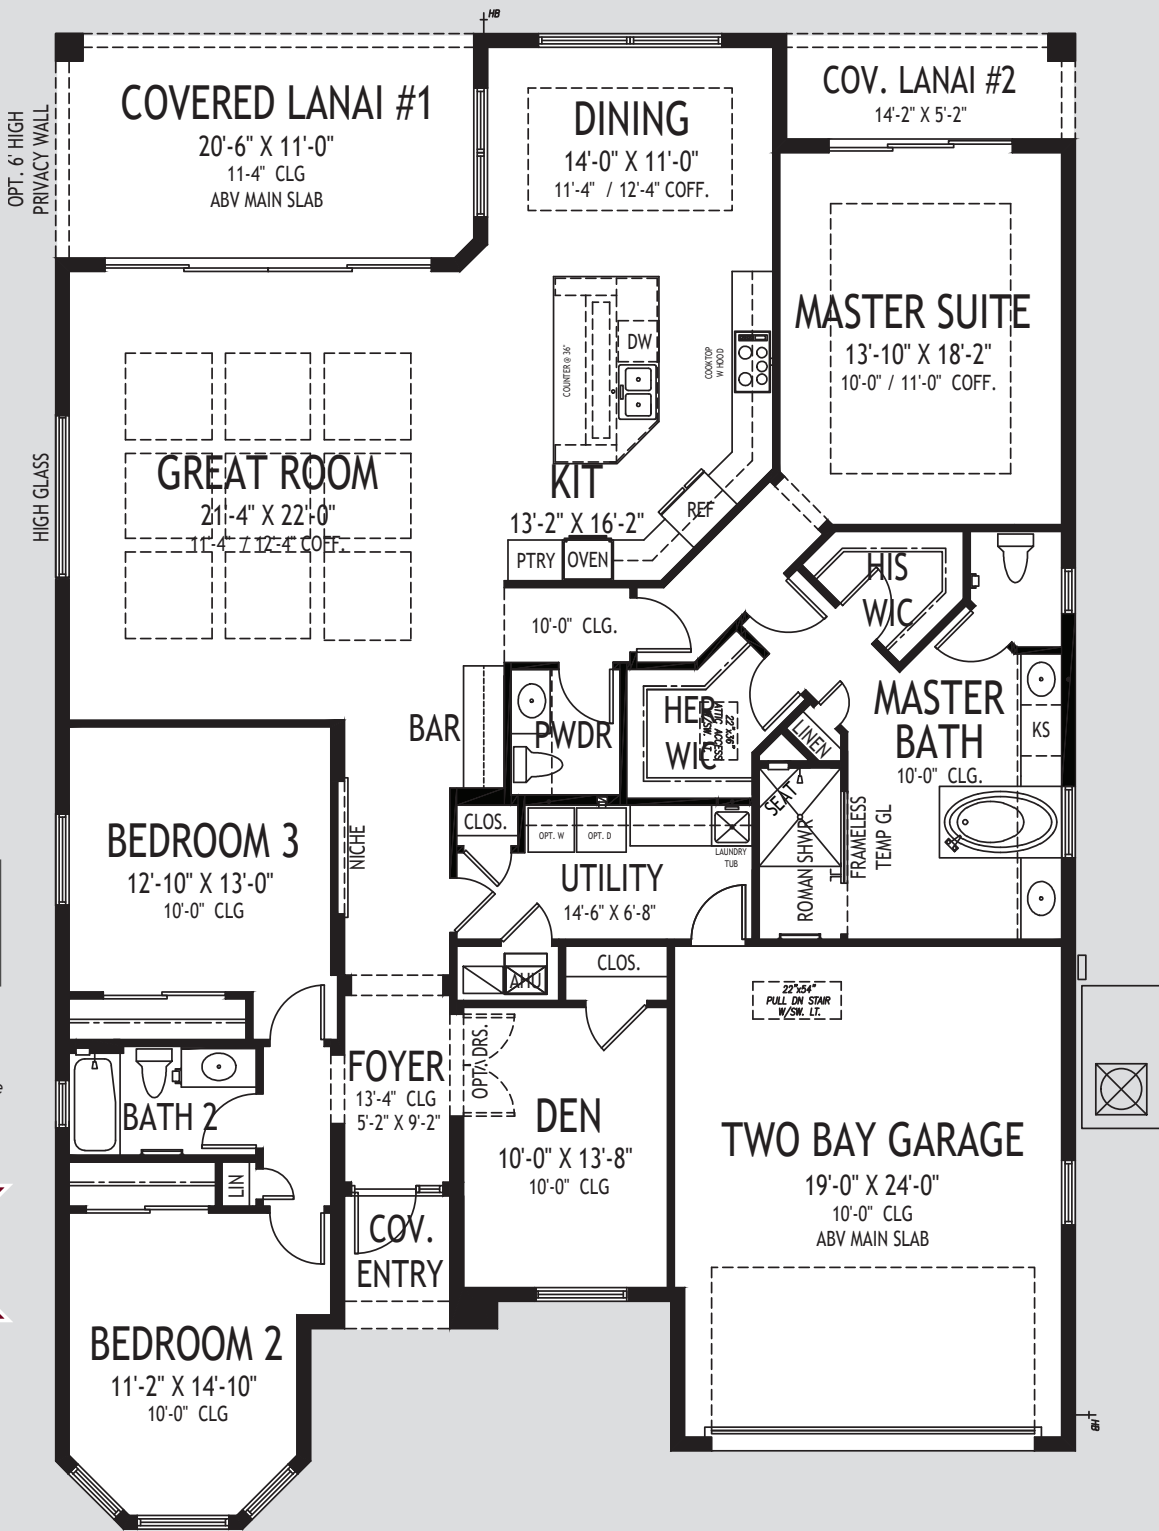 HB
COVERED LANAI #1
20'-6" X 11'-0"
11-4" CLG
ABV MAIN SLAB
OPT. 6' HIGH
PRIVACY WALL
DINING
14'-0" X 11'-0"
11'-4" / 12'-4" COFF.
COV. LANAI #2
14'-2" X 5'-2"
MASTER SUITE
13'-10" X 18'-2"
10'-0" / 11'-0" COFF.
DW
COUNTER @ 36"
COOKTOP
W HOOD
HIGH GLASS
GREAT ROOM
21'-4" X 22'-0"
11'-4" / 12'-4" COFF.
KIT
13'-2" X 16'-2"
REF
PTRY
OVEN
10'-0" CLG.
HIS
WIC
BAR
PWDR
HER
WIC
22"x36"
ATTIC ACCESS
W/SW. LT.
LINEN
MASTER
BATH
10'-0" CLG.
KS
BEDROOM 3
12'-10" X 13'-0"
10'-0" CLG
NICHE
CLOS.
OPT. W
OPT. D
LAUNDRY
TUB
UTILITY
14'-6" X 6'-8"
SEAT
ROMAN SHWR
FRAMELESS
TEMP GL
AHU
CLOS.
22"x54"
PULL DN STAIR
W/SW. LT.
FOYER
13'-4" CLG
5'-2" X 9'-2"
OPT. DRS.
BATH 2
LIN
DEN
10'-0" X 13'-8"
10'-0" CLG
TWO BAY GARAGE
19'-0" X 24'-0"
10'-0" CLG
ABV MAIN SLAB
COV.
ENTRY
BEDROOM 2
11'-2" X 14'-10"
10'-0" CLG
HB